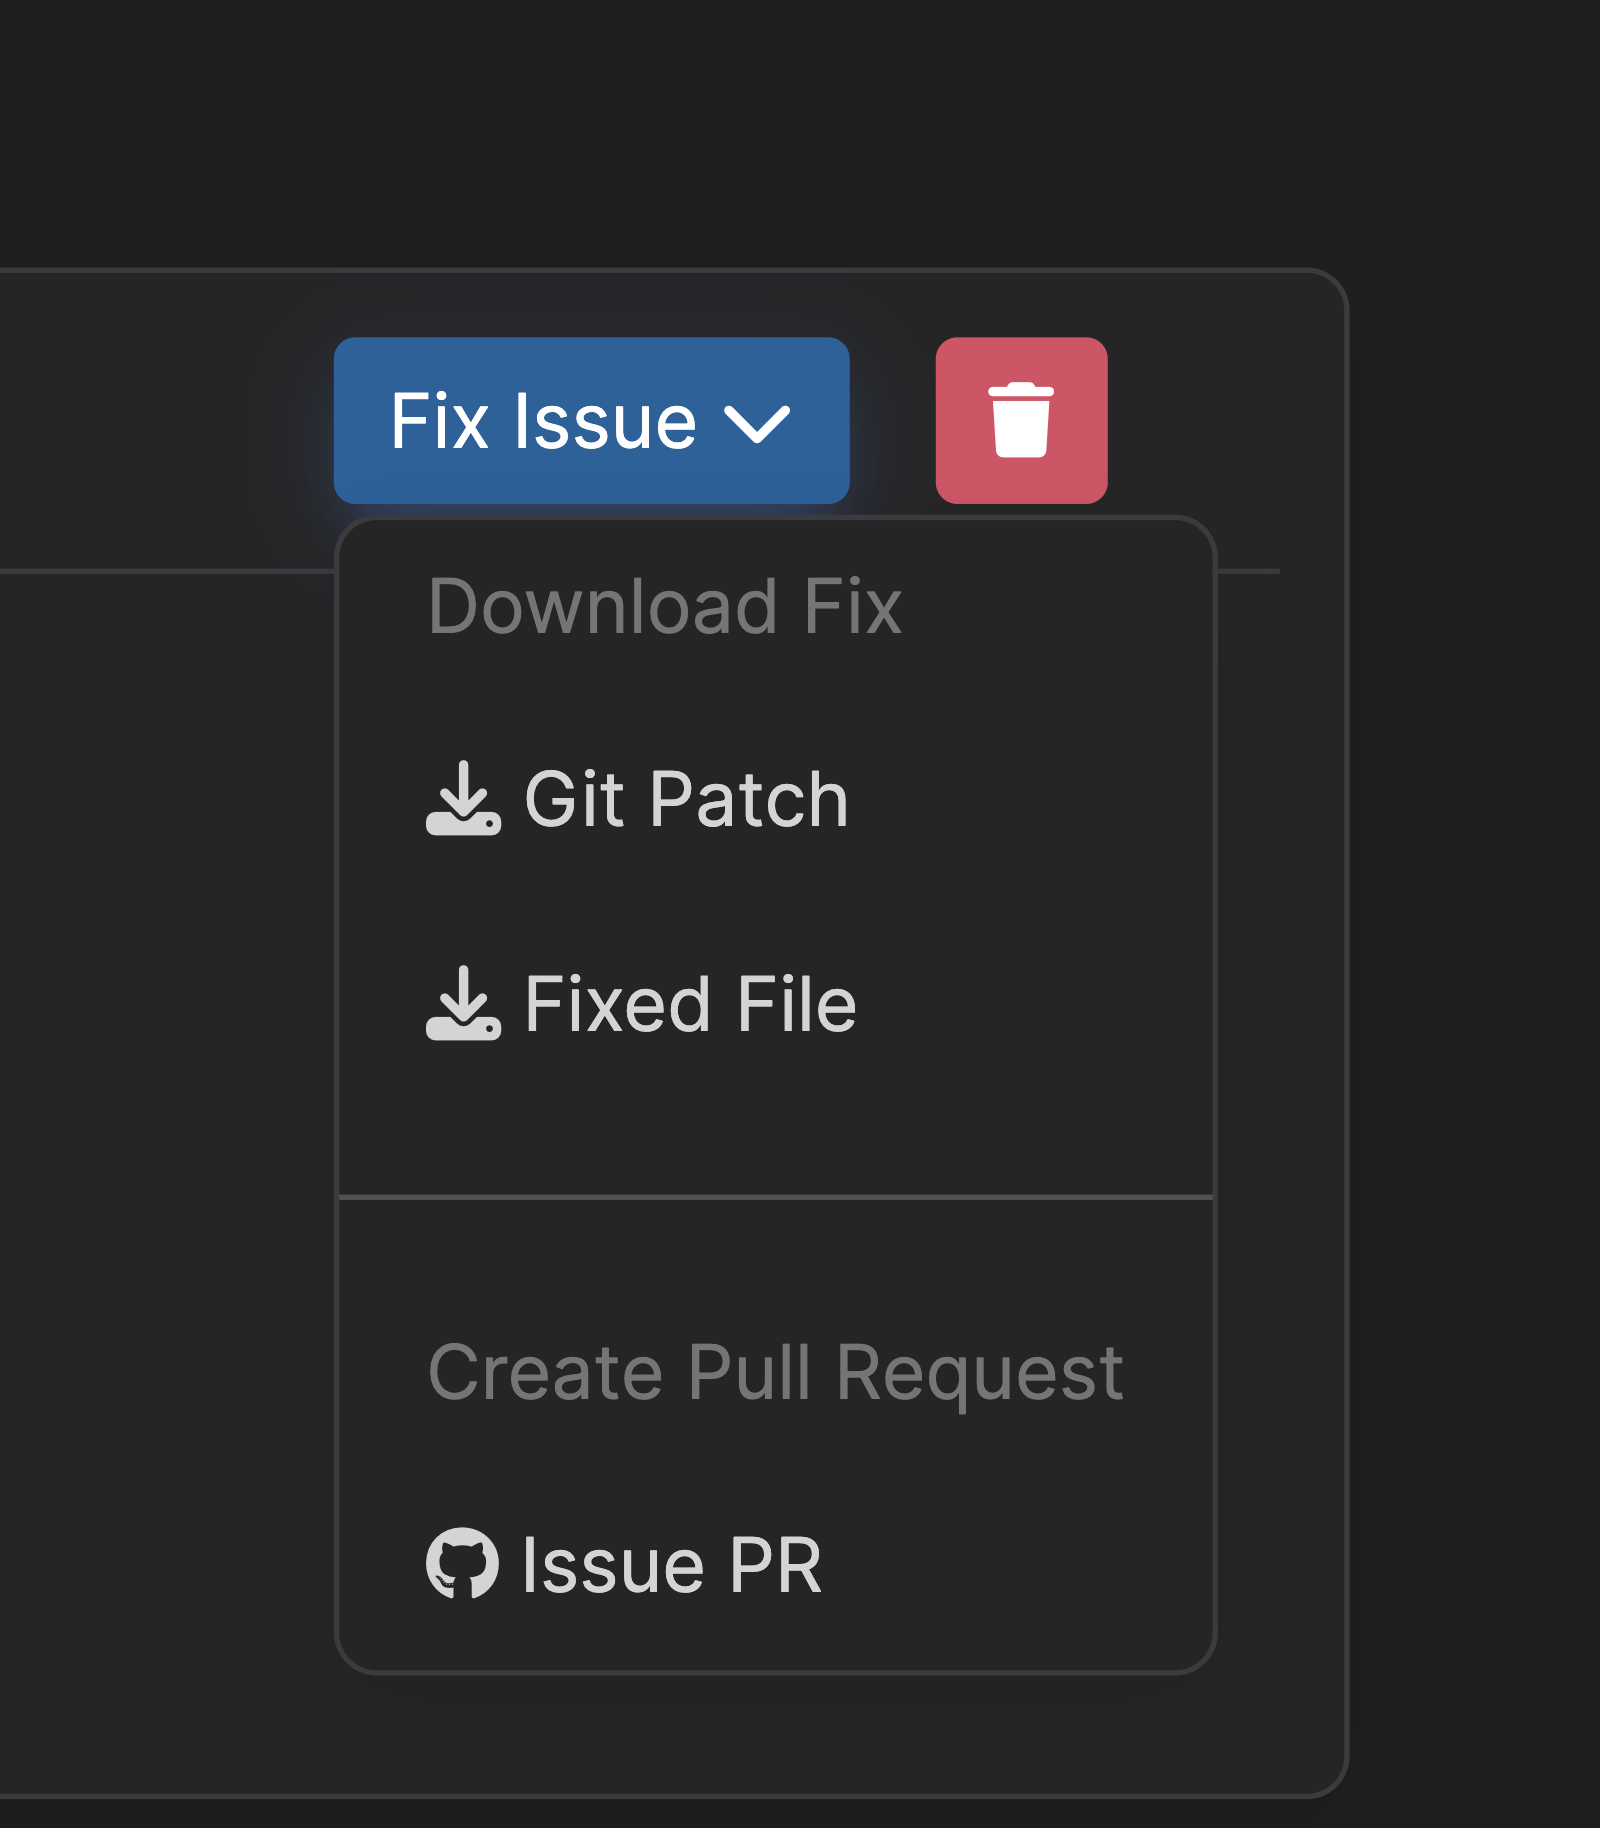 Fix Issue
Download Fix
Git Patch
Fixed File
Create Pull Request
Issue PR